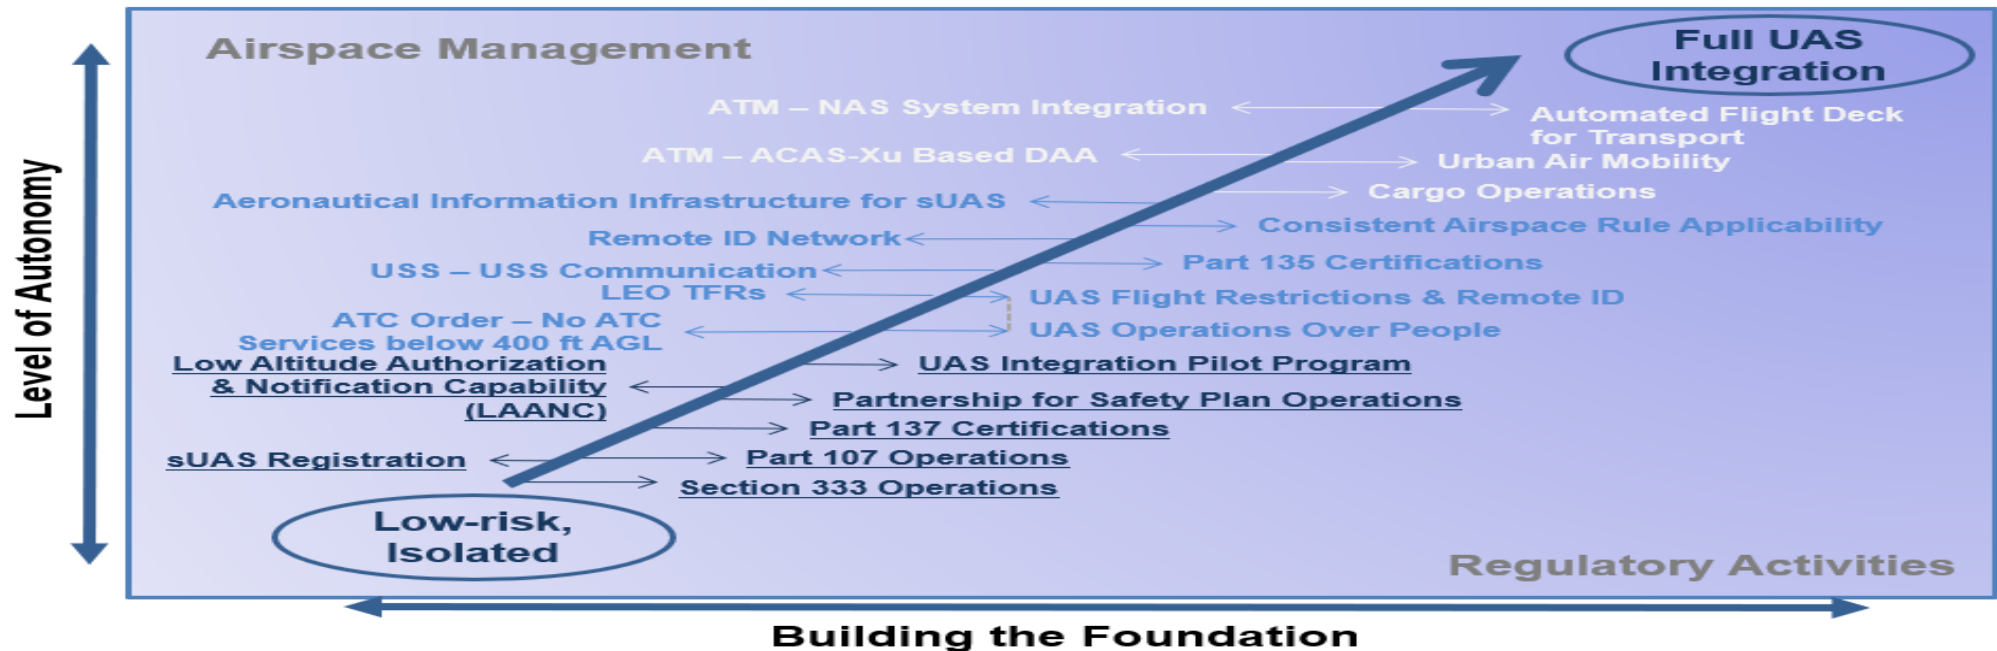 Airspace Management
Full UAS
Integration
ATM – NAS System Integration
Automated Flight Deck
for Transport
ATM – ACAS-Xu Based DAA
Urban Air Mobility
Cargo Operations
Aeronautical Information Infrastructure for sUAS
Consistent Airspace Rule Applicability
Remote ID Network
Part 135 Certifications
USS – USS Communication
LEO TFRs
UAS Flight Restrictions & Remote ID
ATC Order – No ATC
Services below 400 ft AGL
UAS Operations Over People
Low Altitude Authorization
& Notification Capability
(LAANC)
UAS Integration Pilot Program
Partnership for Safety Plan Operations
Part 137 Certifications
sUAS Registration
Part 107 Operations
Section 333 Operations
Low-risk,
Isolated
Regulatory Activities
Level of Autonomy
Building the Foundation